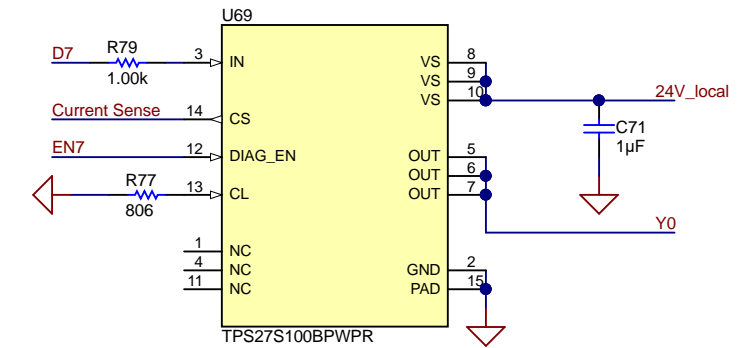 U69
D7
R79
1.00k
3
IN
Current Sense
14
CS
EN7
12
DIAG_EN
R77
806
13
CL
1
NC
4
NC
11
NC
VS
8
VS
9
VS
10
24V_local
C71
1µF
OUT
5
OUT
6
OUT
7
Y0
GND
2
PAD
15
TPS27S100BPWPR